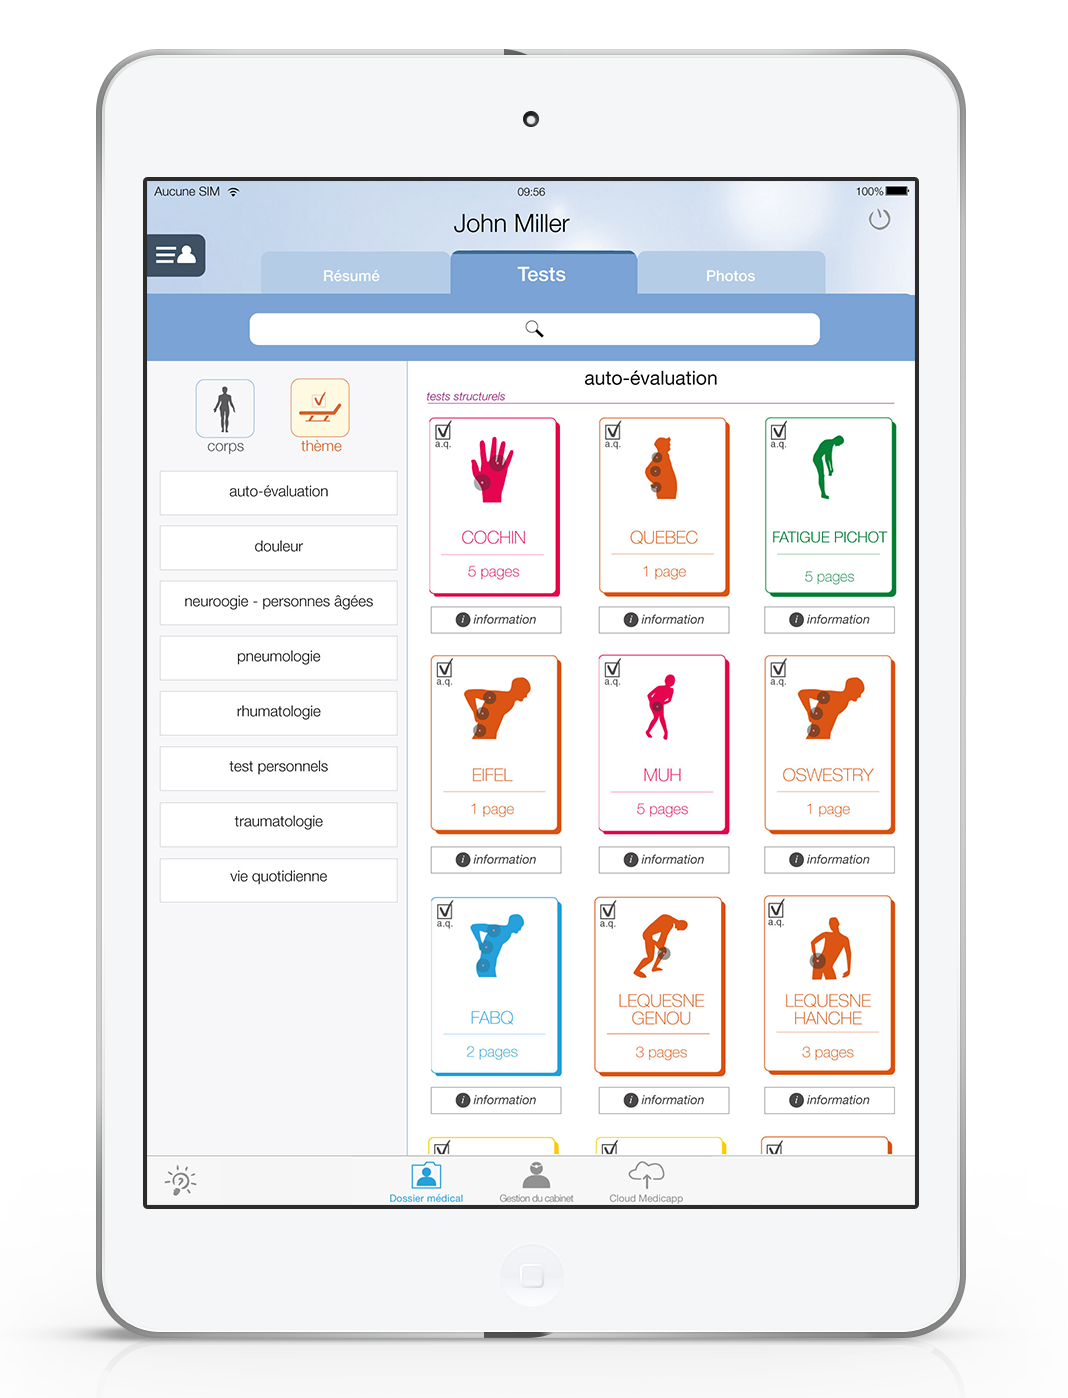 Aucune SIM
09:56
100%
John Miller
Résumé
Tests
Photos
corps
thème
auto-évaluation
douleur
neuroogie - personnes âgées
pneumologie
rhumatologie
test personnels
traumatologie
vie quotidienne
auto-évaluation
tests structurels
a.q.
COCHIN
5 pages
i information
a.q.
QUEBEC
1 page
i information
a.q.
FATIGUE PICHOT
5 pages
i information
a.q.
EIFEL
1 page
i information
a.q.
MUH
5 pages
i information
a.q.
OSWESTRY
1 page
i information
a.q.
FABQ
2 pages
i information
a.q.
LEQUESNE
GENOU
3 pages
i information
a.q.
LEQUESNE
HANCHE
3 pages
i information
?
Dossier médical
Gestion du cabinet
Cloud Medicapp